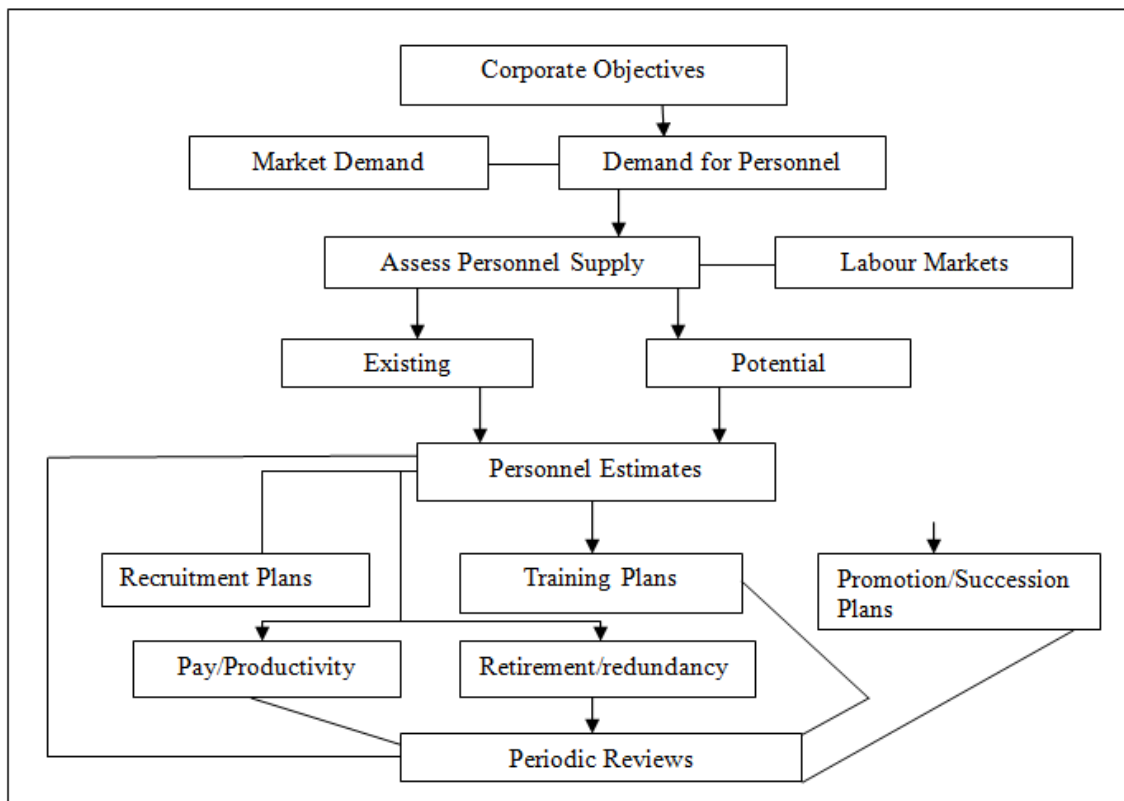 Corporate Objectives
Market Demand
Demand for Personnel
Assess Personnel Supply
Labour Markets
Existing
Potential
Personnel Estimates
Recruitment Plans
Training Plans
Promotion/Succession
Plans
Pay/Productivity
Retirement/redundancy
Periodic Reviews